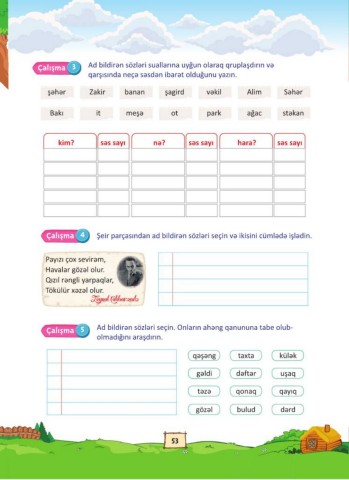 Çalışma 3 Ad bildirən sözləri suallarına uyğun olaraq qruplaşdırın və
qarşısında neçə səsdən ibarət olduğunu yazın.
şəhər Zakir banan şagird vəkil Alim Səhər
Bakı it meşə ot park ağac stəkan
kim? səs sayı nə? səs sayı hara? səs sayı
Çalışma 4 Şeir parçasından ad bildirən sözləri seçin və ikisini cümlədə işlədin.
Payızı çox sevirəm,
Havalar gözəl olur.
Qızıl rəngli yarpaqlar,
Tökülür xəzəl olur.
Çalışma 5 Ad bildirən sözləri seçin. Onların ahəng qanununa tabe olub-
olmadığını araşdırın.
qəşəng taxta külək
gəldi dəftər uşaq
təzə qonaq qayıq
gözəl bulud dərd
53